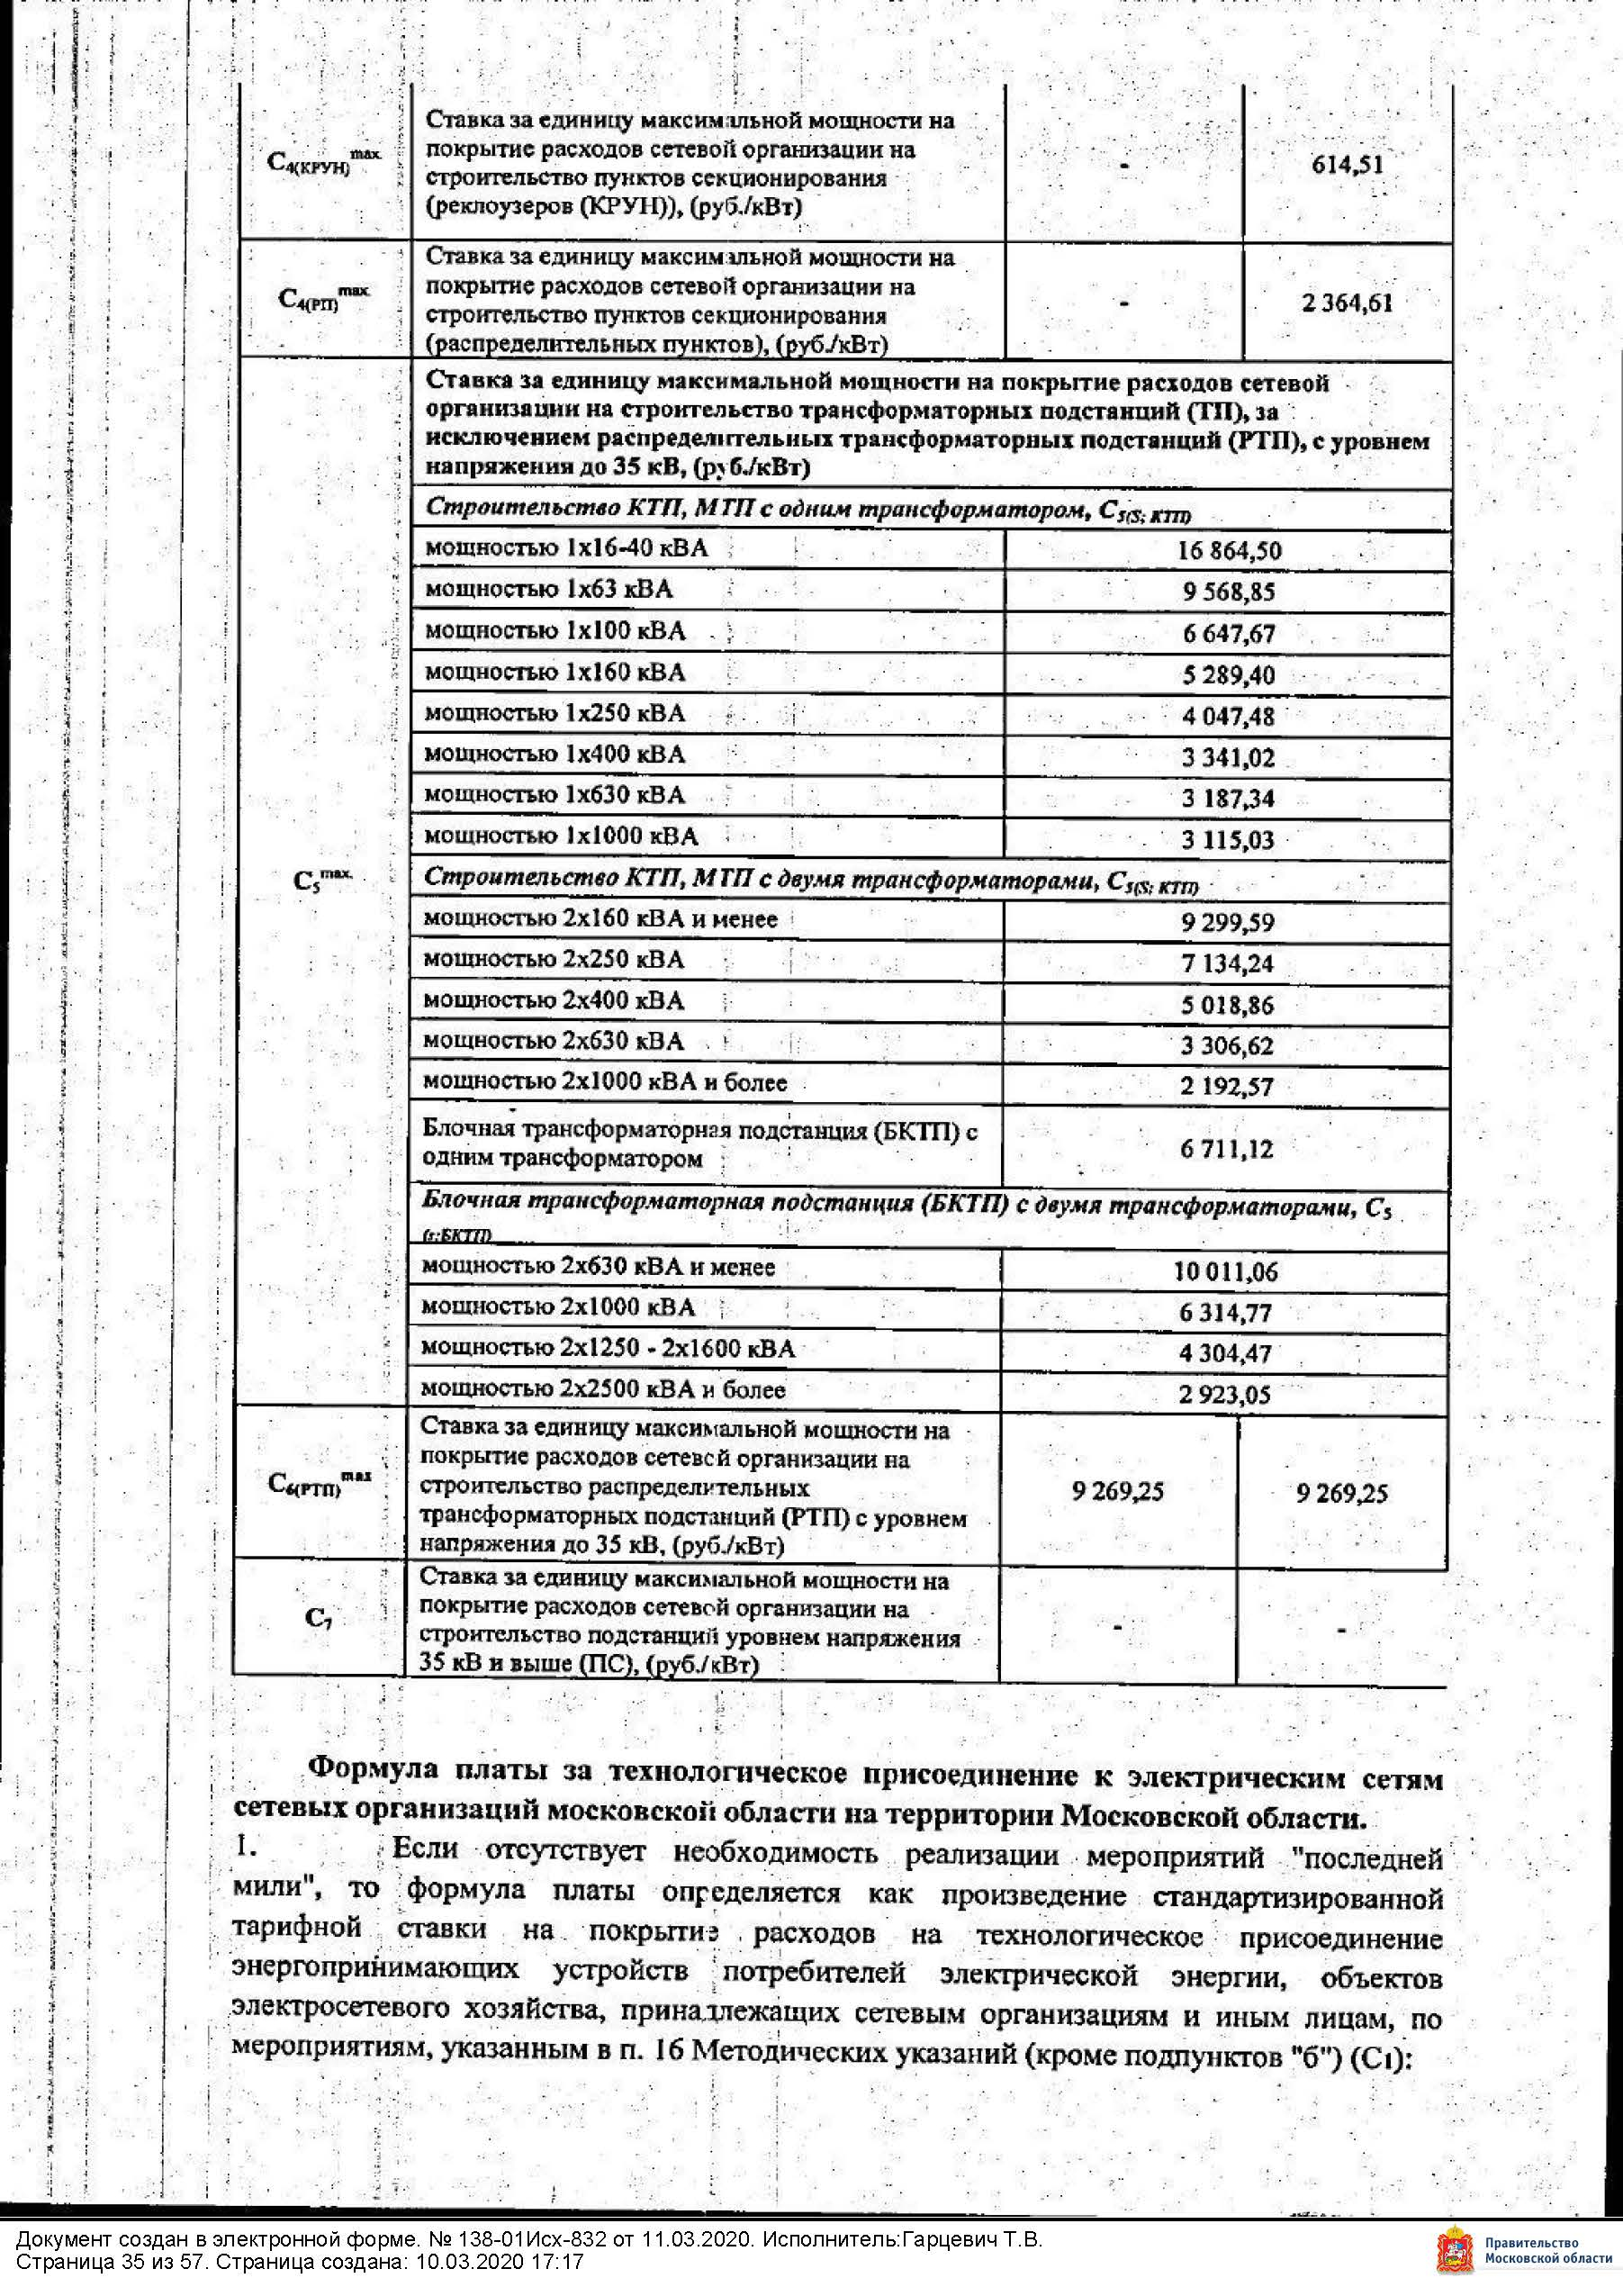 Ставка за единицу максимальной мощности на
C4(КРУН)max покрытие расходов сетевой организации на - 614,51
строительство пунктов секционирования
(реклоузеров (КРУН)), (руб./кВт)
Ставка за единицу максимальной мощности на
C4(РП)max покрытие расходов сетевой организации на - 2 364,61
строительство пунктов секционирования
(распределительных пунктов), (руб./кВт)
Ставка за единицу максимальной мощности на покрытие расходов сетевой
организации на строительство трансформаторных подстанций (ТП), за
исключением распределительных трансформаторных подстанций (РТП), с уровнем
напряжения до 35 кВ, (руб./кВт)
Строительство КТП, МТП с одним трансформатором, C5(S; КТП)
мощностью 1х16-40 кВА 16 864,50
мощностью 1х63 кВА 9 568,85
мощностью 1х100 кВА 6 647,67
мощностью 1х160 кВА 5 289,40
мощностью 1х250 кВА 4 047,48
мощностью 1х400 кВА 3 341,02
мощностью 1х630 кВА 3 187,34
мощностью 1х1000 кВА 3 115,03
C5max Строительство КТП, МТП с двумя трансформаторами, C5(S; КТП)
мощностью 2х160 кВА и менее 9 299,59
мощностью 2х250 кВА 7 134,24
мощностью 2х400 кВА 5 018,86
мощностью 2х630 кВА 3 306,62
мощностью 2х1000 кВА и более 2 192,57
Блочная трансформаторная подстанция (БКТП) с
одним трансформатором 6 711,12
Блочная трансформаторная подстанция (БКТП) с двумя трансформаторами, C5
(s;БКТП)
мощностью 2х630 кВА и менее 10 011,06
мощностью 2х1000 кВА 6 314,77
мощностью 2х1250 - 2х1600 кВА 4 304,47
мощностью 2х2500 кВА и более 2 923,05
Ставка за единицу максимальной мощности на
покрытие расходов сетевой организации на
C6(РТП)max строительство распределительных 9 269,25 9 269,25
трансформаторных подстанций (РТП) с уровнем
напряжения до 35 кВ, (руб./кВт)
Ставка за единицу максимальной мощности на
C7 покрытие расходов сетевой организации на - -
строительство подстанций уровнем напряжения
35 кВ и выше (ПС), (руб./кВт)
Формула платы за технологическое присоединение к электрическим сетям
сетевых организаций московской области на территории Московской области.
1. Если отсутствует необходимость реализации мероприятий "последней
мили", то формула платы определяется как произведение стандартизированной
тарифной ставки на покрытие расходов на технологическое присоединение
энергопринимающих устройств потребителей электрической энергии, объектов
электросетевого хозяйства, принадлежащих сетевым организациям и иным лицам, по
мероприятиям, указанным в п. 16 Методических указаний (кроме подпунктов "б") (C1):
Документ создан в электронной форме. № 138-01Исх-832 от 11.03.2020. Исполнитель:Гарцевич Т.В.
Страница 35 из 57. Страница создана: 10.03.2020 17:17
Правительство
Московской области